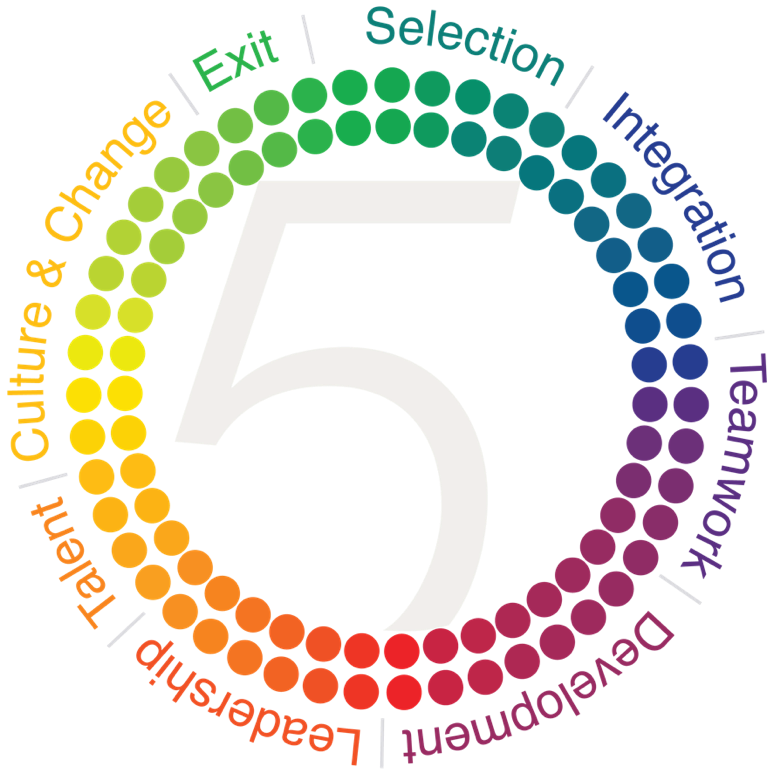 Selection
Integration
Teamwork
Development
Leadership
Talent
Culture & Change
Exit
5